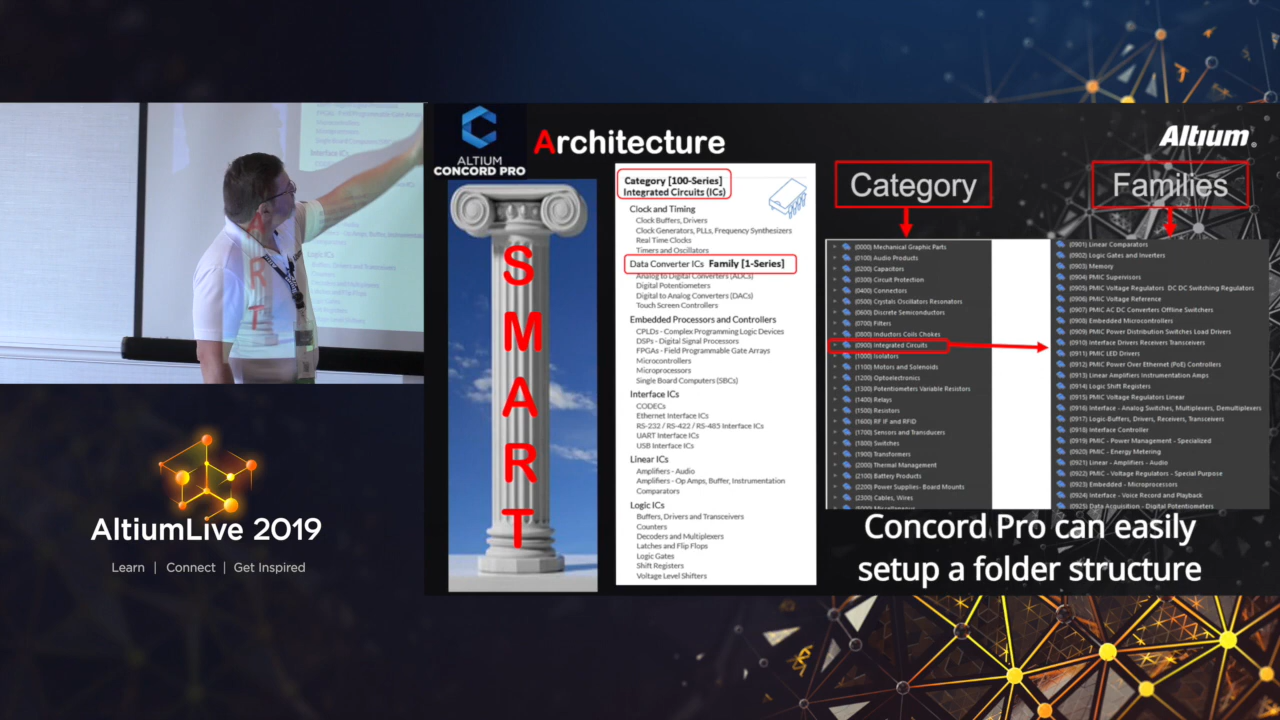 ALTIUM
CONCORD PRO
Architecture
Altium®
S
M
A
R
T
Category [100-Series]
Integrated Circuits (ICs)
Clock and Timing
Clock Buffers, Drivers
Clock Generators, PLLs, Frequency Synthesizers
Real Time Clocks
Timers and Oscillators
Data Converter ICs Family [1-Series]
Analog to Digital Converters (ADCs)
Digital Potentiometers
Digital to Analog Converters (DACs)
Touch Screen Controllers
Embedded Processors and Controllers
CPLDs - Complex Programming Logic Devices
DSPs - Digital Signal Processors
FPGAs - Field Programmable Gate Arrays
Microcontrollers
Microprocessors
Single Board Computers (SBCs)
Interface ICs
CODECs
Ethernet Interface ICs
RS-232 / RS-422 / RS-485 Interface ICs
UART Interface ICs
USB Interface ICs
Linear ICs
Amplifiers - Audio
Amplifiers - Op Amps, Buffer, Instrumentation
Comparators
Logic ICs
Buffers, Drivers and Transceivers
Counters
Decoders and Multiplexers
Latches and Flip Flops
Logic Gates
Shift Registers
Voltage Level Shifters
Category
(0000) Mechanical Graphic Parts
(0100) Audio Products
(0200) Capacitors
(0300) Circuit Protection
(0400) Connectors
(0500) Crystals Oscillators Resonators
(0600) Discrete Semiconductors
(0700) Filters
(0800) Inductors Coils Chokes
(0900) Integrated Circuits
(1000) Isolators
(1100) Motors and Solenoids
(1200) Optoelectronics
(1300) Potentiometers Variable Resistors
(1400) Relays
(1500) Resistors
(1600) RF IF and RFID
(1700) Sensors and Transducers
(1800) Switches
(1900) Transformers
(2000) Thermal Management
(2100) Battery Products
(2200) Power Supplies- Board Mounts
(2300) Cables, Wires
Families
(0901) Linear Comparators
(0902) Logic Gates and Inverters
(0903) Memory
(0904) PMIC Supervisors
(0905) PMIC Voltage Regulators DC DC Switching Regulators
(0906) PMIC Voltage Reference
(0907) PMIC AC DC Converters Offline Switchers
(0908) Embedded Microcontrollers
(0909) PMIC Power Distribution Switches Load Drivers
(0910) Interface Drivers Receivers Transceivers
(0911) PMIC LED Drivers
(0912) PMIC Power Over Ethernet (PoE) Controllers
(0913) Linear Amplifiers Instrumentation Amps
(0914) Logic Shift Registers
(0915) PMIC Voltage Regulators Linear
(0916) Interface - Analog Switches, Multiplexers, Demultiplexers
(0917) Logic-Buffers, Drivers, Receivers, Transceivers
(0918) Interface Controller
(0919) PMIC - Power Management - Specialized
(0920) PMIC - Energy Metering
(0921) Linear - Amplifiers - Audio
(0922) PMIC - Voltage Regulators - Special Purpose
(0923) Embedded - Microprocessors
(0924) Interface - Voice Record and Playback
(0925) Data Acquisition - Digital Potentiometers
Concord Pro can easily
setup a folder structure
AltiumLive 2019
Learn | Connect | Get Inspired